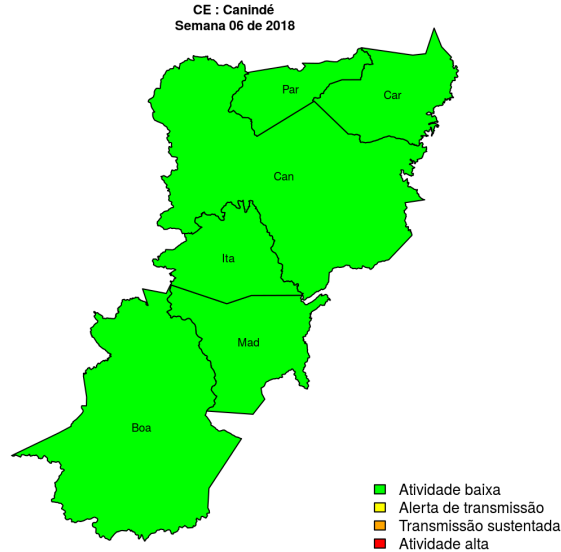 CE : Canindé
Semana 06 de 2018
Par
Car
Can
Ita
Mad
Boa
Atividade baixa
Alerta de transmissão
Transmissão sustentada
Atividade alta